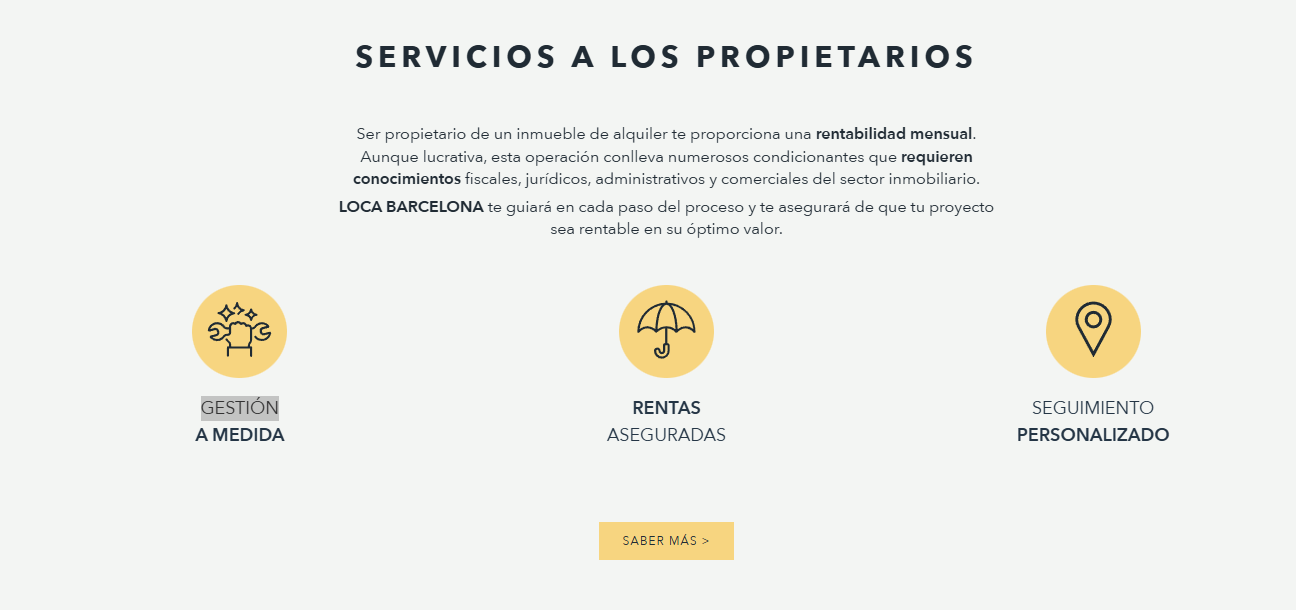 SERVICIOS A LOS PROPIETARIOS
Ser propietario de un inmueble de alquiler te proporciona una rentabilidad mensual.
Aunque lucrativa, esta operación conlleva numerosos condicionantes que requieren
conocimientos fiscales, jurídicos, administrativos y comerciales del sector inmobiliario.
LOCA BARCELONA te guiará en cada paso del proceso y te asegurará de que tu proyecto
sea rentable en su óptimo valor.
GESTIÓN
A MEDIDA
RENTAS
ASEGURADAS
SEGUIMIENTO
PERSONALIZADO
SABER MÁS >